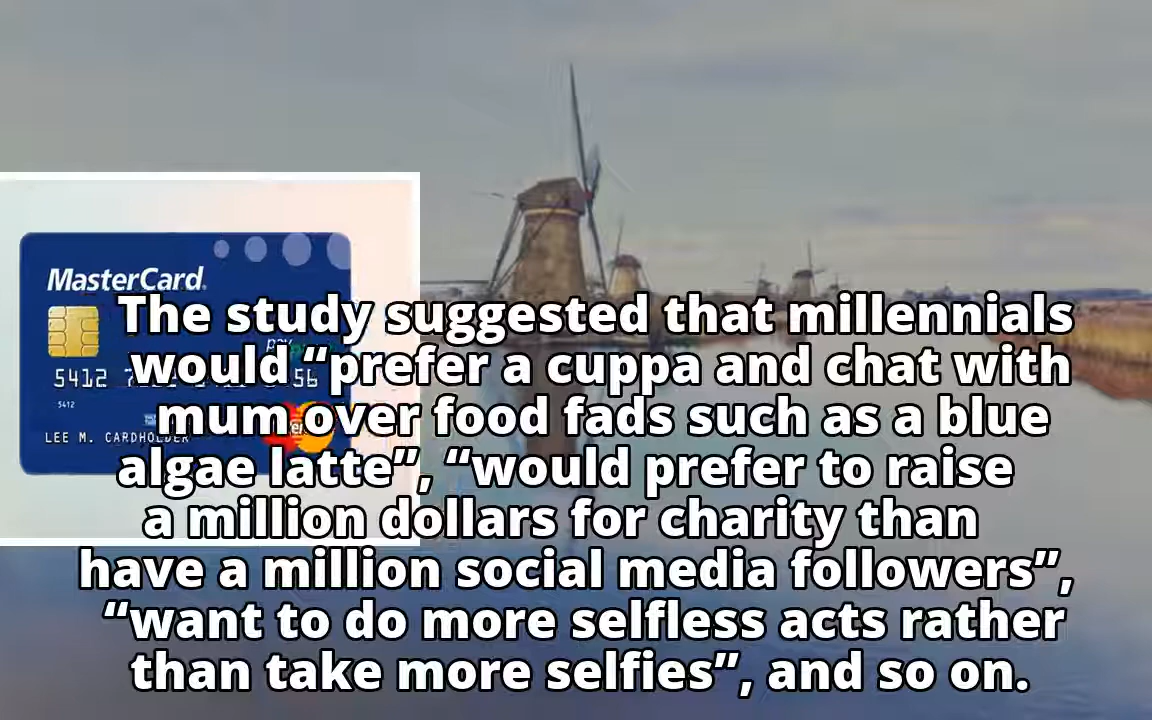 MasterCard
The study suggested that millennials
would “prefer a cuppa and chat with
mum over food fads such as a blue
algae latte”, “would prefer to raise
a million dollars for charity than
have a million social media followers”,
“want to do more selfless acts rather
than take more selfies”, and so on.
5412
5412
LEE M. CARDHOLDER